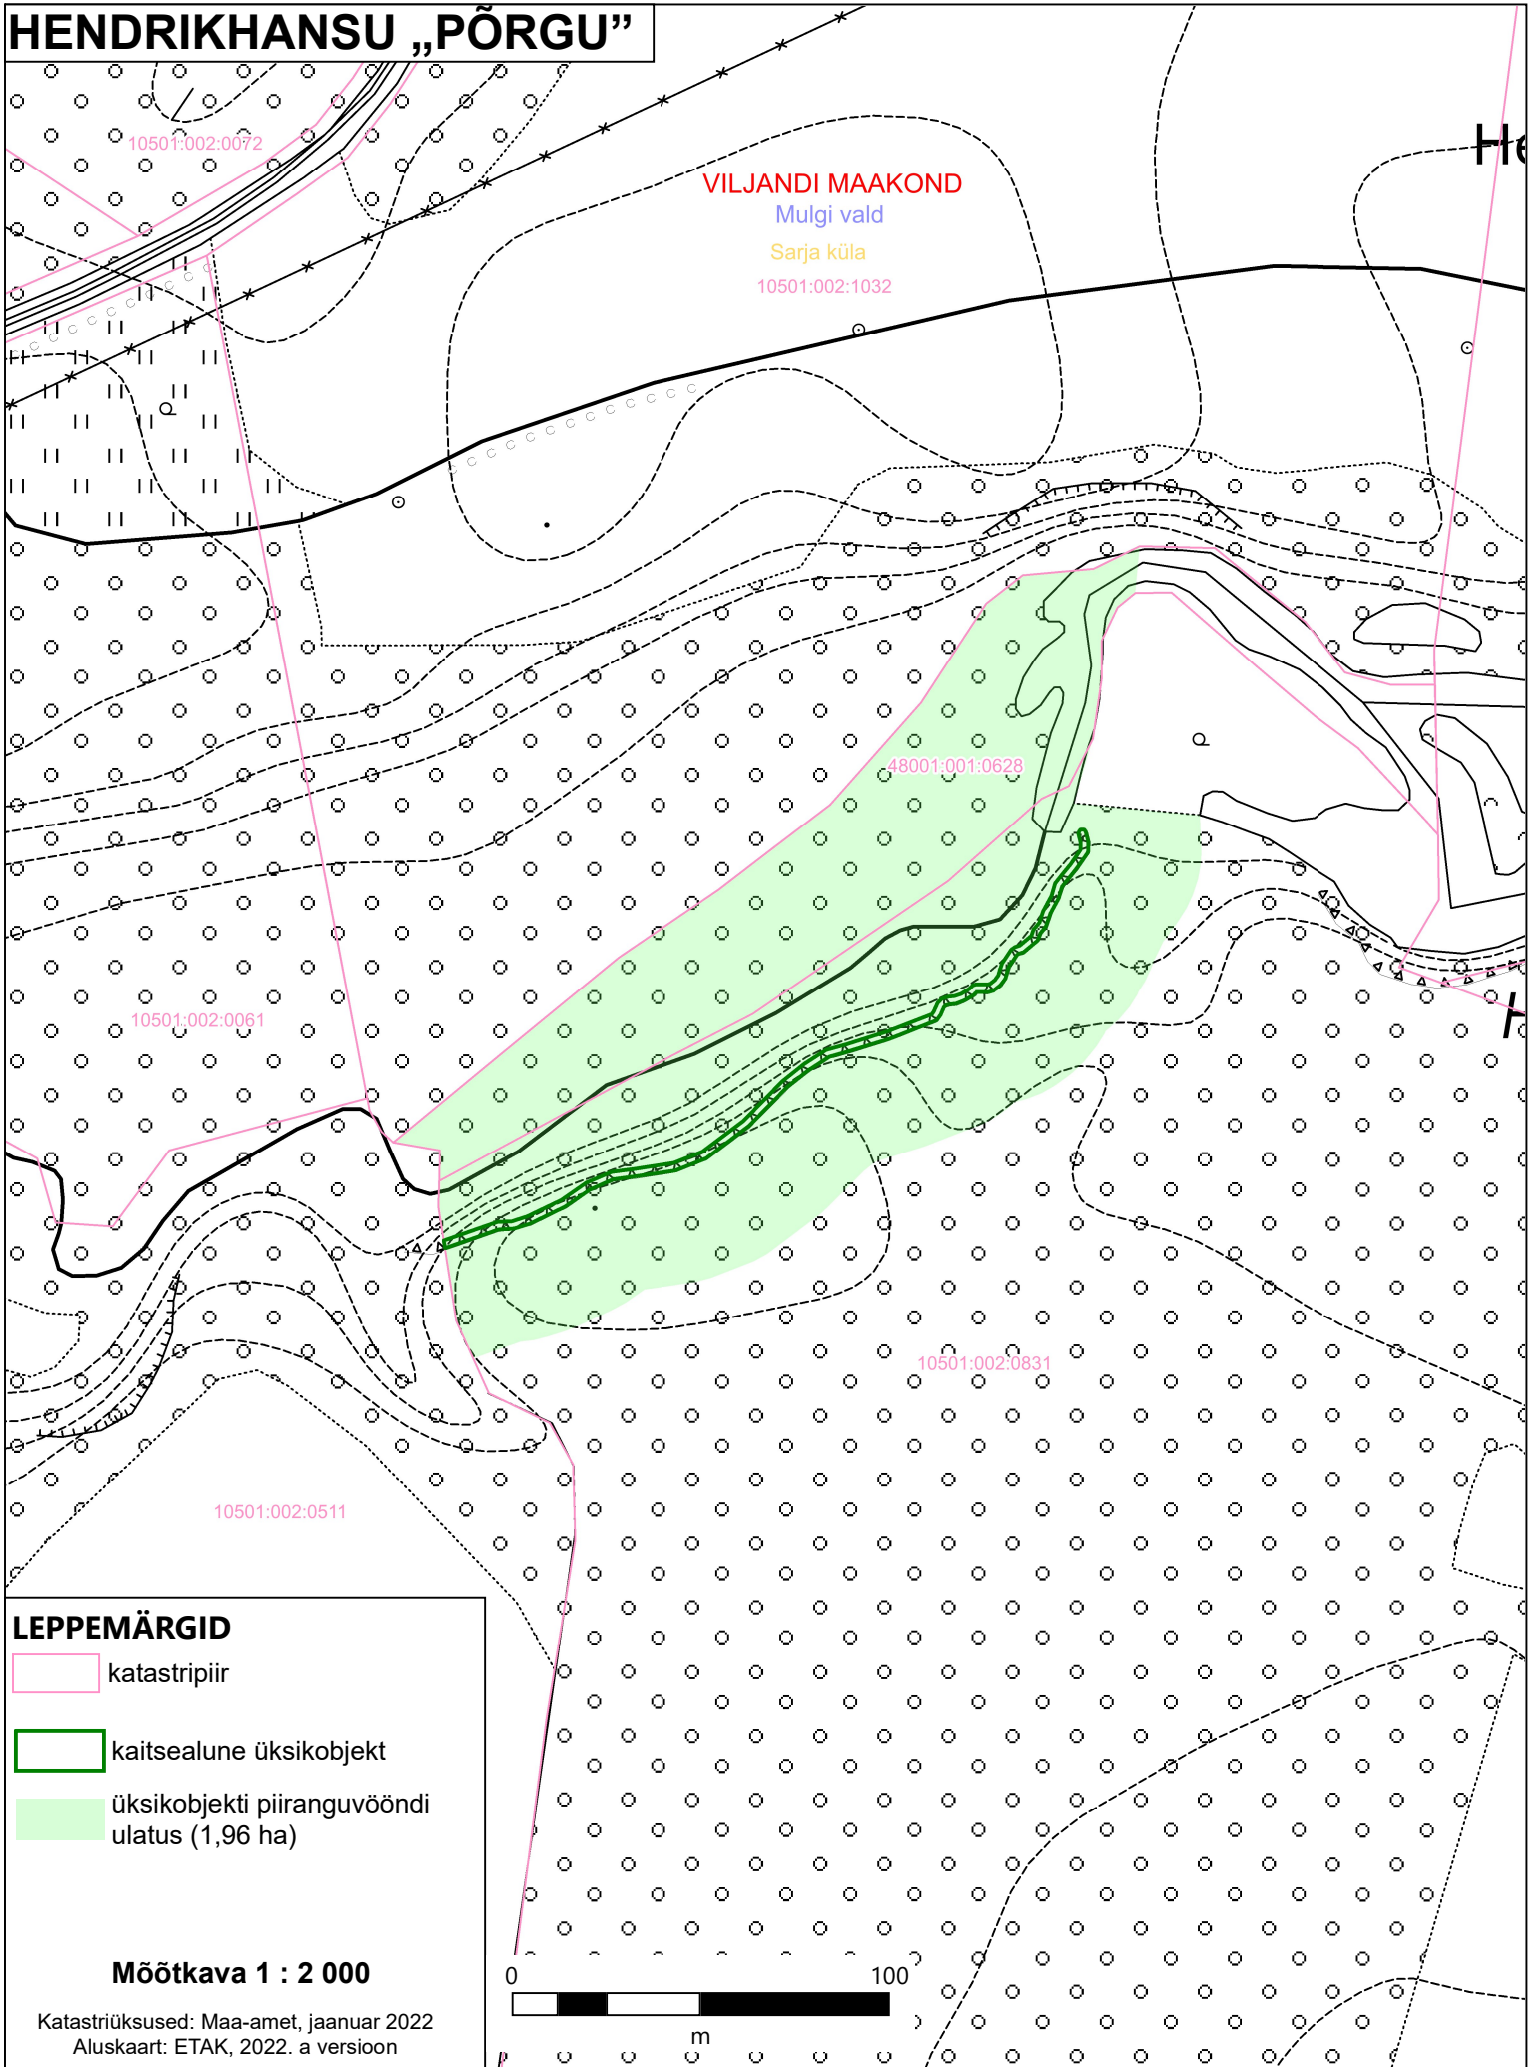 HENDRIKHANSU „PÕRGU”
10501:002:0072
He
VILJANDI MAAKOND
Mulgi vald
Sarja küla
10501:002:1032
48001:001:0628
10501:002:0061
H
10501:002:0831
10501:002:0511
LEPPEMÄRGID
katastripiir
kaitsealune üksikobjekt
üksikobjekti piiranguvööndi
ulatus (1,96 ha)
Mõõtkava 1 : 2 000
Katastriüksused: Maa-amet, jaanuar 2022
Aluskaart: ETAK, 2022. a versioon
0 100
m